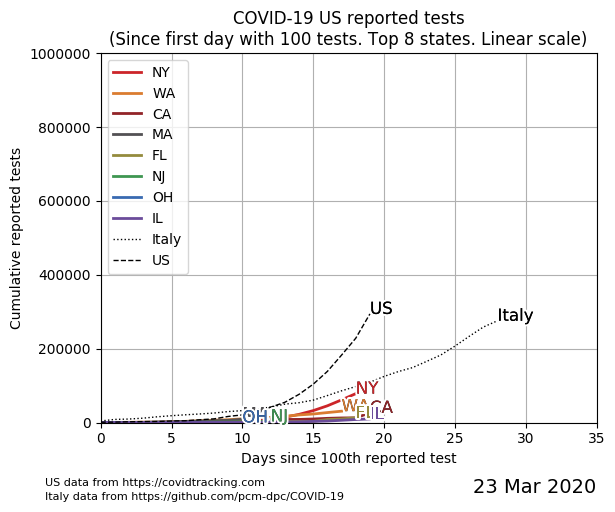 COVID-19 US reported tests
(Since first day with 100 tests. Top 8 states. Linear scale)
1000000
800000
600000
400000
200000
0
Cumulative reported tests
NY
WA
CA
MA
FL
NJ
OH
IL
Italy
US
US
Italy
NY
WA
CA
FL
IL
OH
NJ
0 5 10 15 20 25 30 35
Days since 100th reported test
US data from https://covidtracking.com
Italy data from https://github.com/pcm-dpc/COVID-19
23 Mar 2020